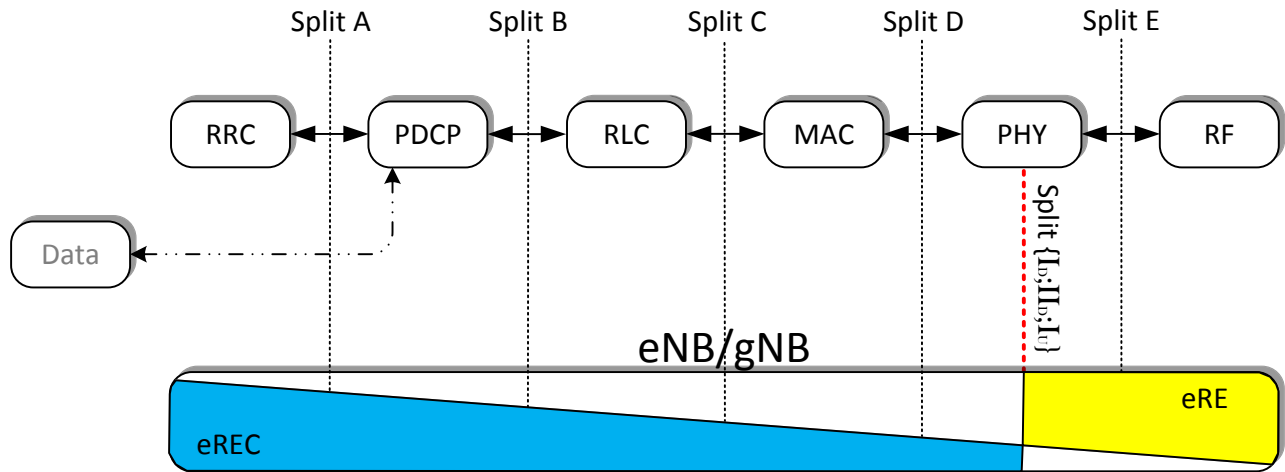 Split A
Split B
Split C
Split D
Split E
RRC
PDCP
RLC
MAC
PHY
RF
Data
Split {I_D;II_D;I_U}
eNB/gNB
eRE
eREC